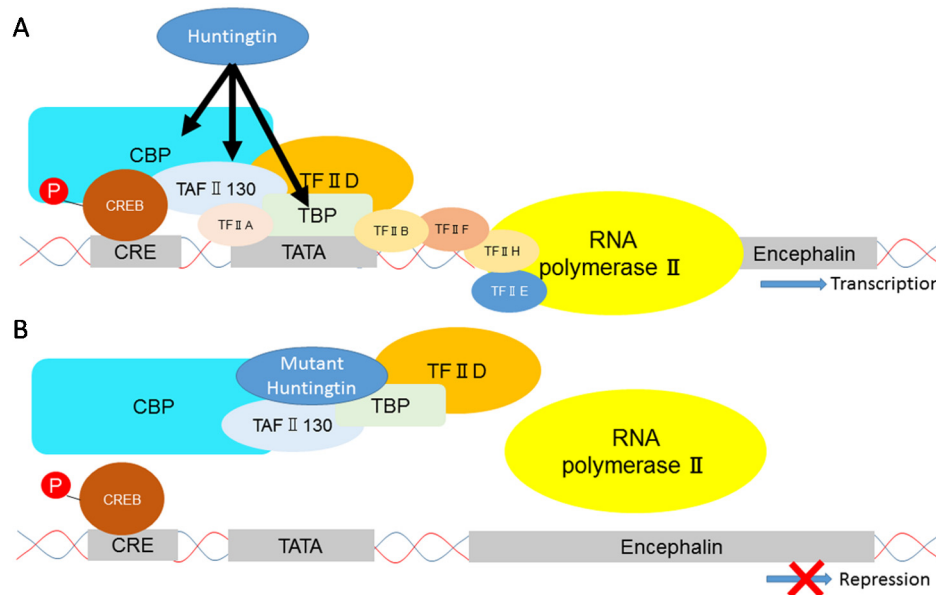 A
Huntingtin
CBP
TAF Ⅱ 130
TF Ⅱ D
P
CREB
TF Ⅱ A
TBP
TF Ⅱ B
TF Ⅱ F
TF Ⅱ H
TF Ⅱ E
RNA
polymerase Ⅱ
CRE
TATA
Encephalin
Transcription
B
CBP
Mutant
Huntingtin
TAF Ⅱ 130
TBP
TF Ⅱ D
RNA
polymerase Ⅱ
P
CREB
CRE
TATA
Encephalin
Repression